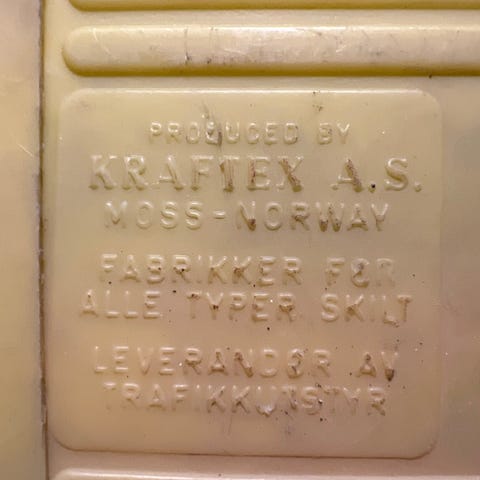 PRODUCED BY
KRAFTEX A.S.
MOSS-NORWAY
FABRIKKER FØR
ALLE TYPER SKILT
LEVERANDØR AV
TRAFIKKUTSTYR